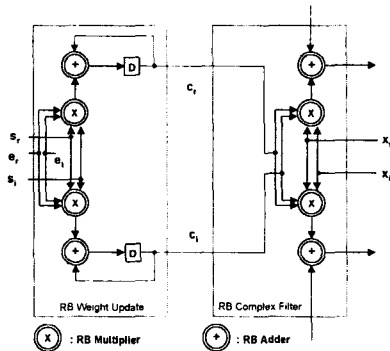 +
D
+
c_r
X
X
s_r
e_r
e_i
s_i
x_r
x_i
X
X
c_i
+
D
+
RB Weight Update
RB Complex Filter
X : RB Multiplier
+ : RB Adder